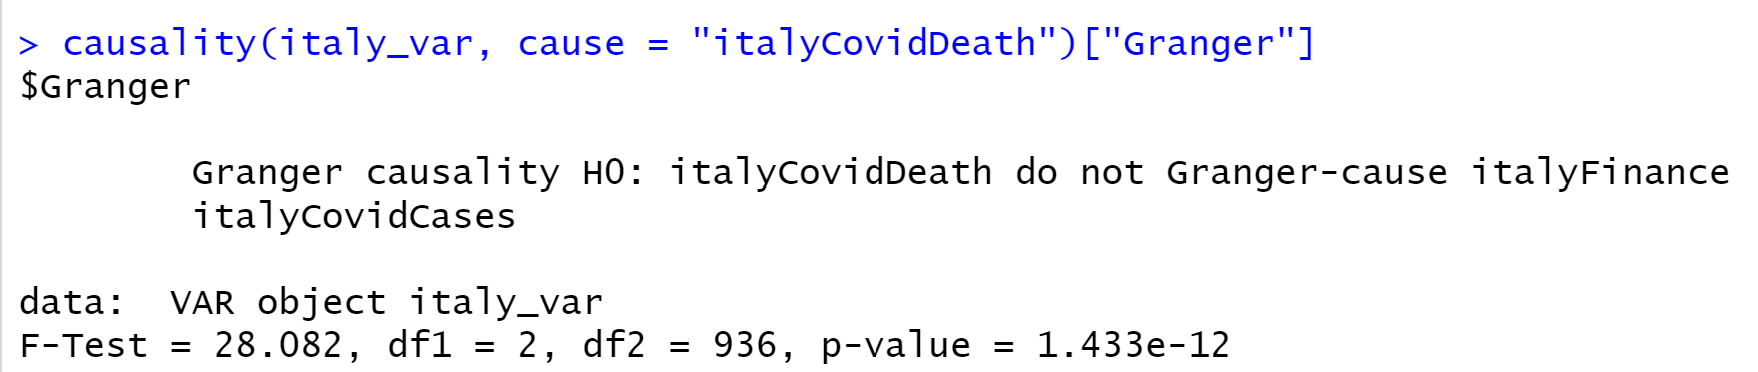 > causality(italy_var, cause = "italyCovidDeath")["Granger"]
$Granger
Granger causality H0: italyCovidDeath do not Granger-cause italyFinance
italyCovidCases
data:  VAR object italy_var
F-Test = 28.082, df1 = 2, df2 = 936, p-value = 1.433e-12